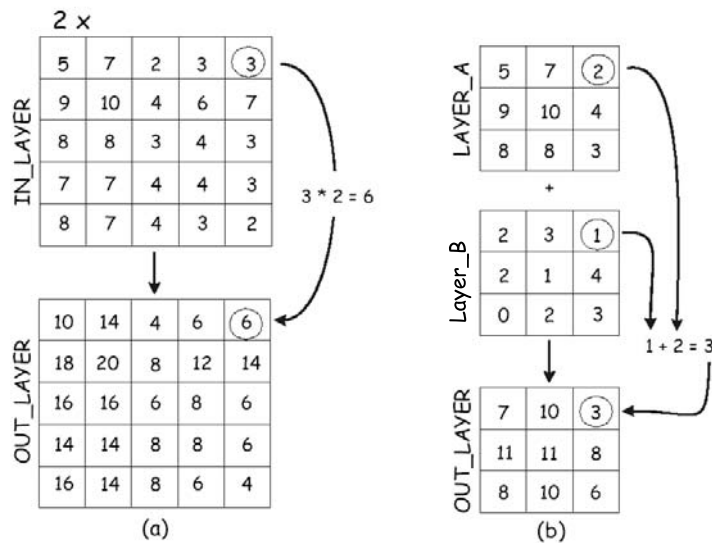 2 x
IN_LAYER
5 7 2 3 3
9 10 4 6 7
8 8 3 4 3
7 7 4 4 3
8 7 4 3 2
3 * 2 = 6
OUT_LAYER
10 14 4 6 6
18 20 8 12 14
16 16 6 8 6
14 14 8 8 6
16 14 8 6 4
(a)
LAYER_A
5 7 2
9 10 4
8 8 3
+
Layer_B
2 3 1
2 1 4
0 2 3
1 + 2 = 3
OUT_LAYER
7 10 3
11 11 8
8 10 6
(b)